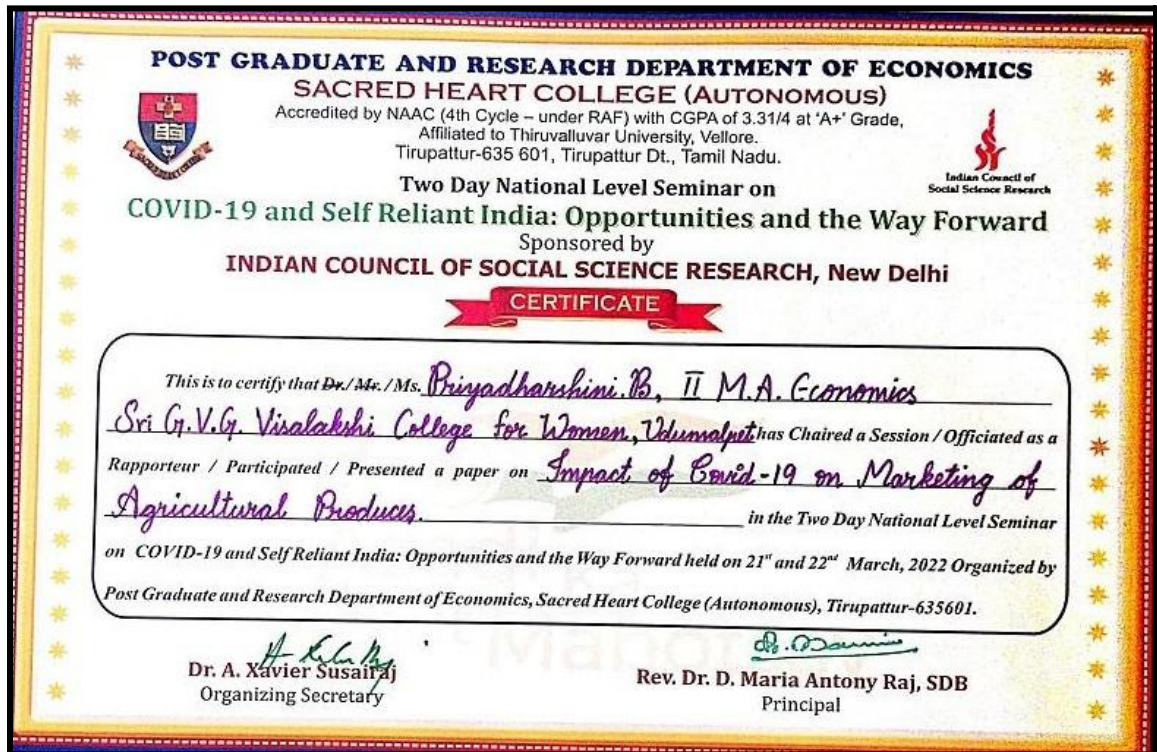 POST GRADUATE AND RESEARCH DEPARTMENT OF ECONOMICS
SACRED HEART COLLEGE (AUTONOMOUS)
Accredited by NAAC (4th Cycle – under RAF) with CGPA of 3.31/4 at 'A+' Grade,
Affiliated to Thiruvalluvar University, Vellore.
Tirupattur-635 601, Tirupattur Dt., Tamil Nadu.
SACRED HEART COLLEGE
Indian Council of
Social Science Research
Two Day National Level Seminar on
COVID-19 and Self Reliant India: Opportunities and the Way Forward
Sponsored by
INDIAN COUNCIL OF SOCIAL SCIENCE RESEARCH, New Delhi
CERTIFICATE
This is to certify that Dr./ Mr. / Ms. Priyadharshini. B, II M.A. Economics
Sri G.V.G. Visalakshi College for Women, Udumalpet has Chaired a Session / Officiated as a
Rapporteur / Participated / Presented a paper on Impact of Covid-19 on Marketing of
Agricultural Produces. in the Two Day National Level Seminar
on COVID-19 and Self Reliant India: Opportunities and the Way Forward held on 21st and 22nd March, 2022 Organized by
Post Graduate and Research Department of Economics, Sacred Heart College (Autonomous), Tirupattur-635601.
Dr. A. Xavier Susairaj
Organizing Secretary
Rev. Dr. D. Maria Antony Raj, SDB
Principal